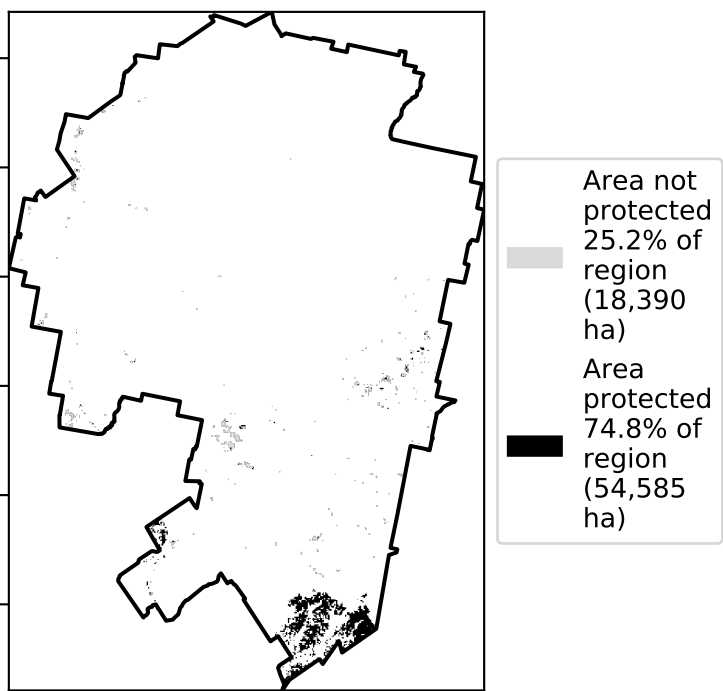 Area not
protected
25.2% of
region
(18,390
ha)
Area
protected
74.8% of
region
(54,585
ha)